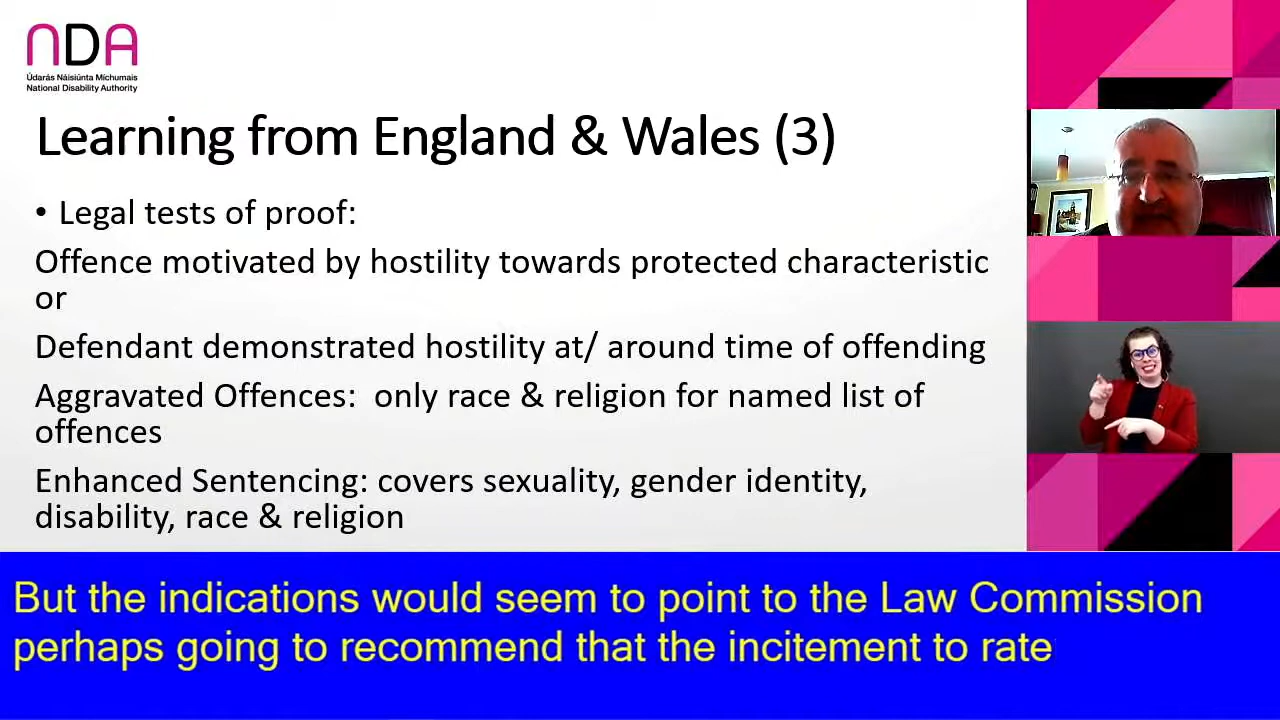 NDA
Údarás Náisiúnta Míchumais
National Disability Authority
Learning from England & Wales (3)
• Legal tests of proof:
Offence motivated by hostility towards protected characteristic
or
Defendant demonstrated hostility at/ around time of offending
Aggravated Offences:  only race & religion for named list of
offences
Enhanced Sentencing: covers sexuality, gender identity,
disability, race & religion
But the indications would seem to point to the Law Commission
perhaps going to recommend that the incitement to rate